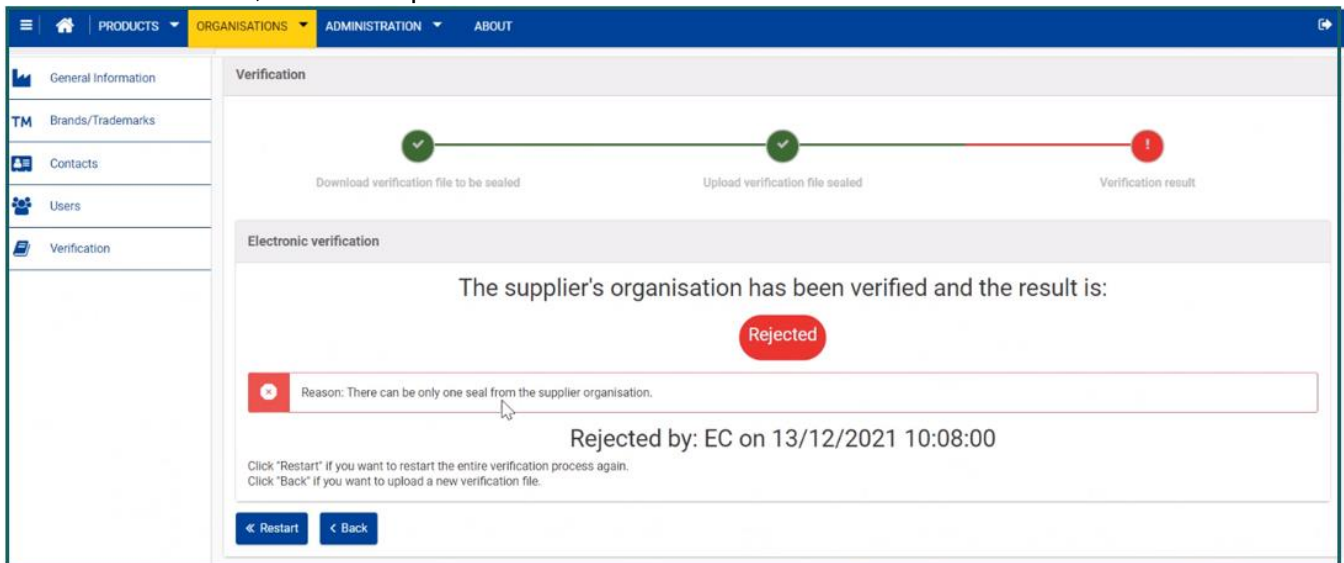 PRODUCTS ORGANISATIONS ADMINISTRATION ABOUT
General Information
TM Brands/Trademarks
Contacts
Users
Verification
Verification
Download verification file to be sealed
Upload verification file sealed
Verification result
Electronic verification
The supplier's organisation has been verified and the result is:
Rejected
Reason: There can be only one seal from the supplier organisation.
Rejected by: EC on 13/12/2021 10:08:00
Click "Restart" if you want to restart the entire verification process again.
Click "Back" if you want to upload a new verification file.
« Restart
< Back